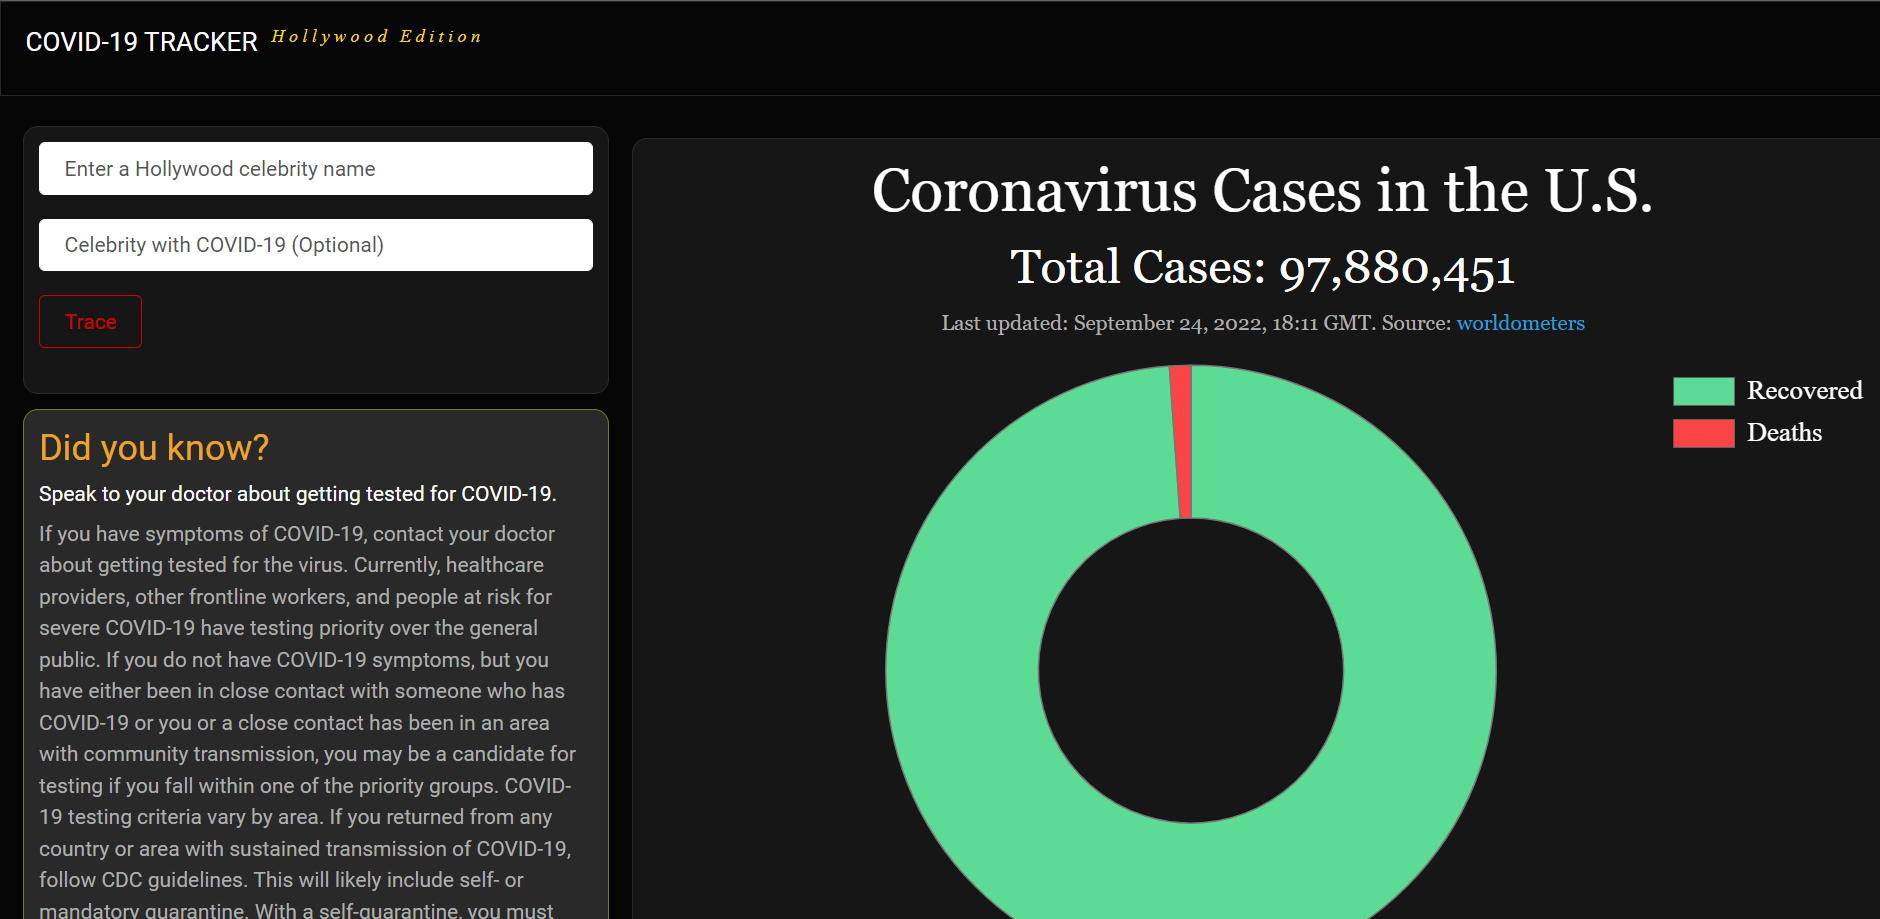 COVID-19 TRACKER Hollywood Edition
Enter a Hollywood celebrity name
Celebrity with COVID-19 (Optional)
Trace
Did you know?
Speak to your doctor about getting tested for COVID-19.
If you have symptoms of COVID-19, contact your doctor
about getting tested for the virus. Currently, healthcare
providers, other frontline workers, and people at risk for
severe COVID-19 have testing priority over the general
public. If you do not have COVID-19 symptoms, but you
have either been in close contact with someone who has
COVID-19 or you or a close contact has been in an area
with community transmission, you may be a candidate for
testing if you fall within one of the priority groups. COVID-
19 testing criteria vary by area. If you returned from any
country or area with sustained transmission of COVID-19,
follow CDC guidelines. This will likely include self- or
mandatory quarantine. With a self-quarantine, you must
Coronavirus Cases in the U.S.
Total Cases: 97,880,451
Last updated: September 24, 2022, 18:11 GMT. Source: worldometers
Recovered
Deaths